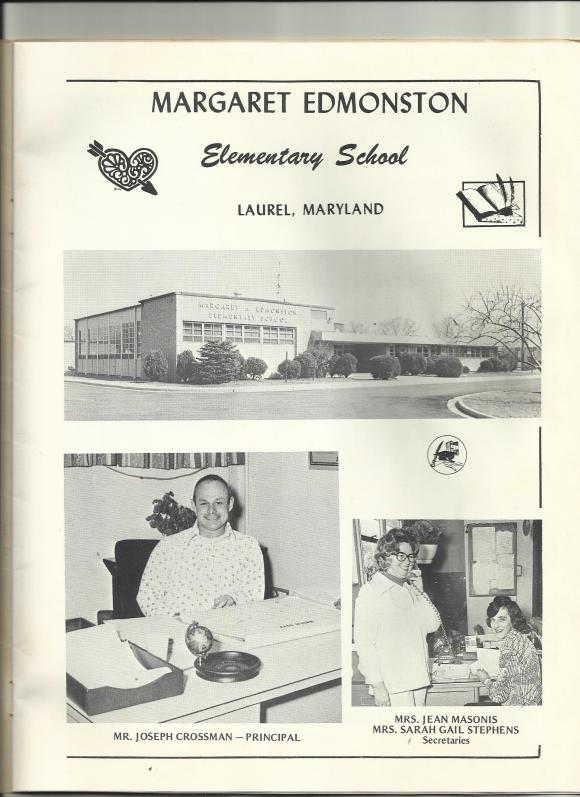 MARGARET EDMONSTON
Elementary School
LAUREL, MARYLAND
MARGARET A EDMONSTON
ELEMENTARY SCHOOL
MR. JOSEPH CROSSMAN — PRINCIPAL
MRS. JEAN MASONIS
MRS. SARAH GAIL STEPHENS
Secretaries